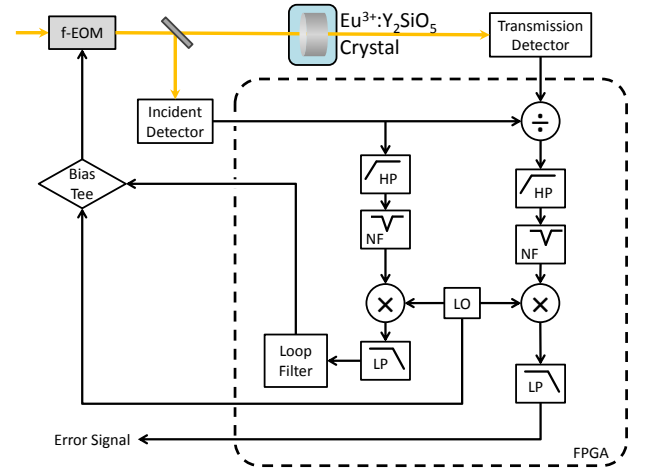 f-EOM
Eu³⁺:Y₂SiO₅
Crystal
Transmission
Detector
Incident
Detector
÷
Bias
Tee
HP
HP
NF
NF
×
LO
×
Loop
Filter
LP
LP
Error Signal
FPGA